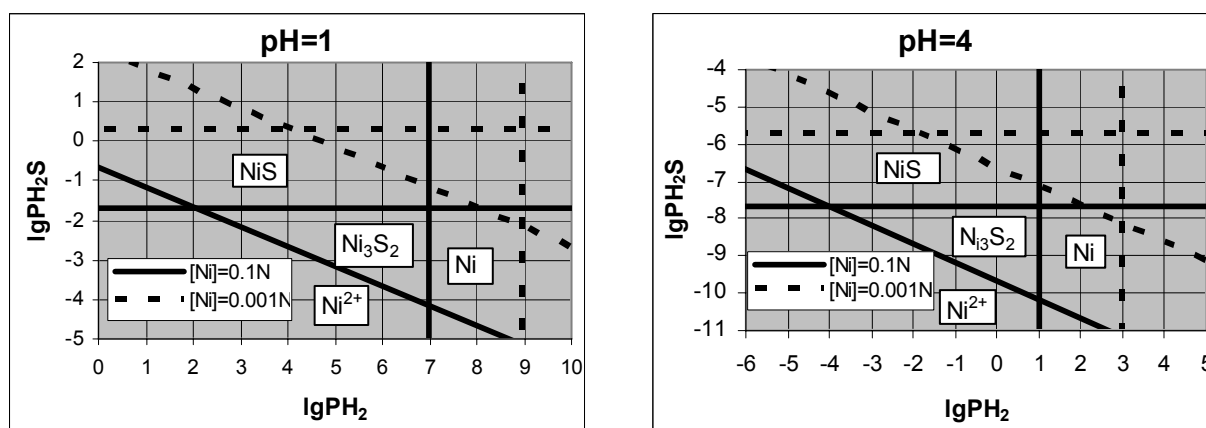 pH=1
lgPH₂S
2
1
0
-1
-2
-3
-4
-5
NiS
Ni₃S₂
Ni
Ni²⁺
[Ni]=0.1N
[Ni]=0.001N
0 1 2 3 4 5 6 7 8 9 10
lgPH₂
pH=4
lgPH₂S
-4
-5
-6
-7
-8
-9
-10
-11
NiS
Ni₃S₂
Ni
Ni²⁺
[Ni]=0.1N
[Ni]=0.001N
-6 -5 -4 -3 -2 -1 0 1 2 3 4 5
lgPH₂